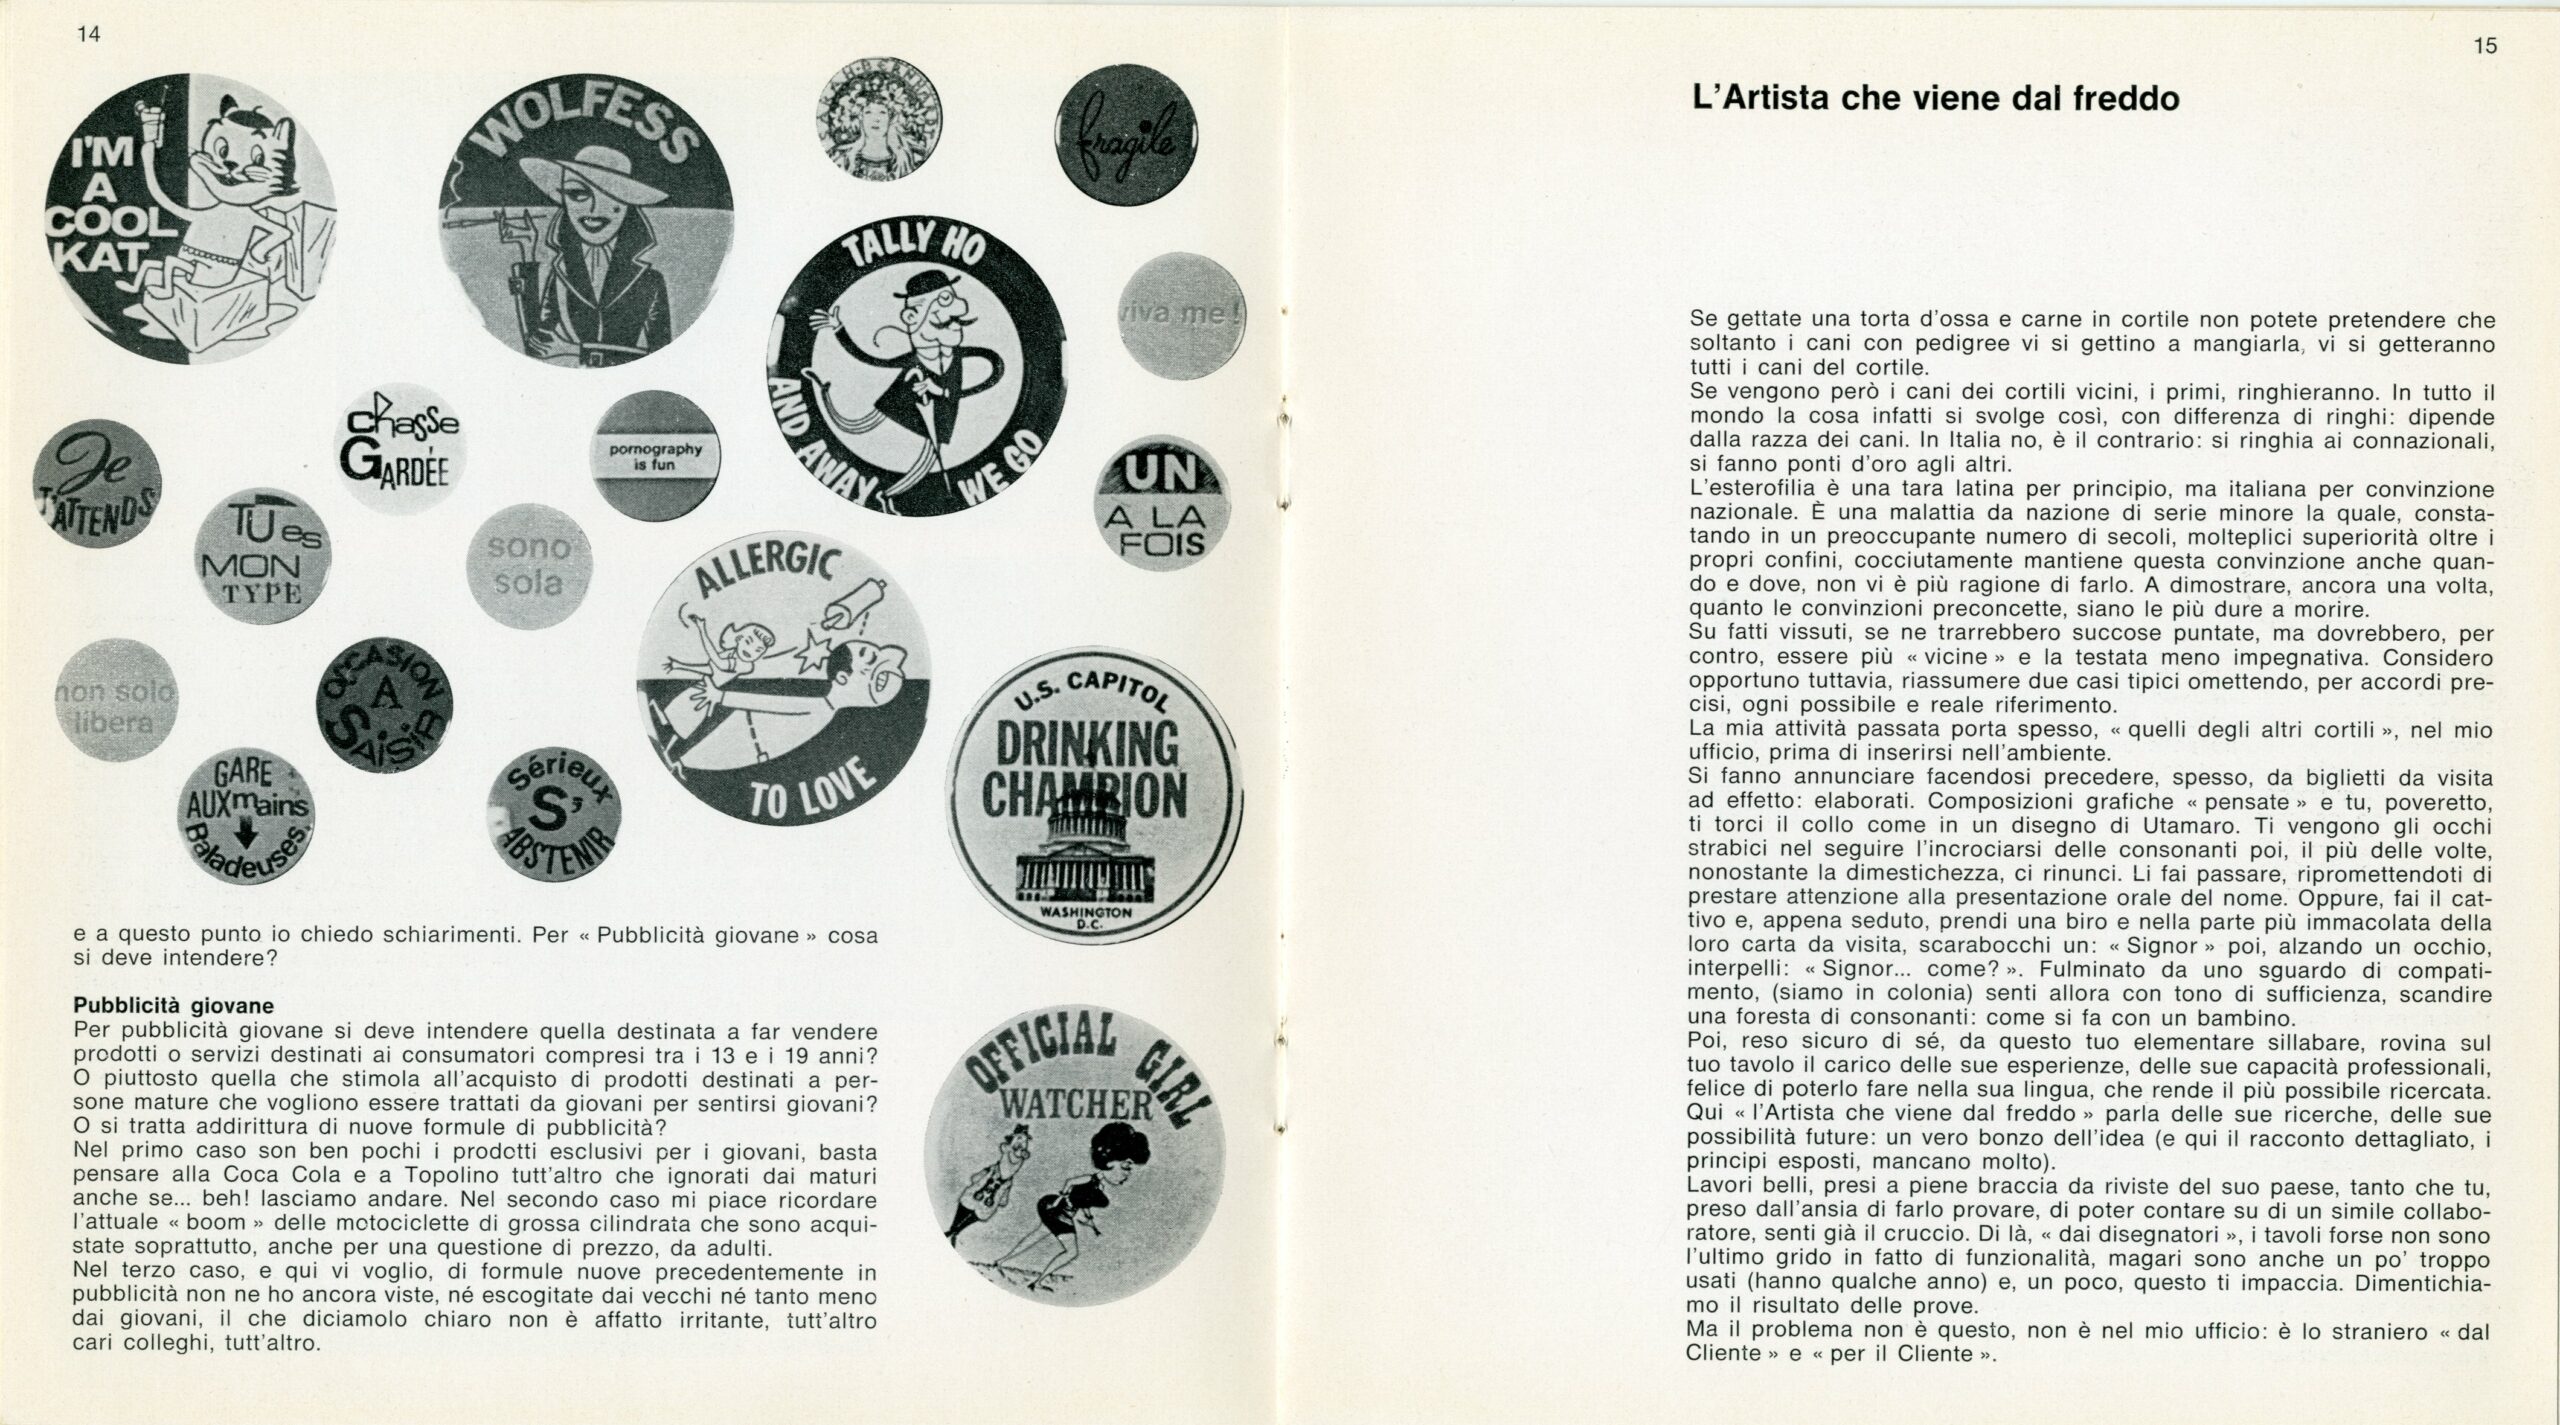 14
I'M
A
COOL
KAT
WOLFESS
SARAH BERNHARDT
fragile
TALLY HO
AND AWAY
WE GO
viva me!
Je
T'ATTENDS
chasse
GARDÉE
pornography
is fun
UN
A LA
FOIS
TU es
MON
TYPE
sono
sola
ALLERGIC
TO LOVE
non solo
libera
OCCASION
A
SAISIR
U.S. CAPITOL
DRINKING
CHAMPION
WASHINGTON
D.C.
GARE
AUX mains
Baladeuses.
Sérieux
S'
ABSTENIR
OFFICIAL GIRL
WATCHER
e a questo punto io chiedo schiarimenti. Per « Pubblicità giovane » cosa
si deve intendere?
Pubblicità giovane
Per pubblicità giovane si deve intendere quella destinata a far vendere
prodotti o servizi destinati ai consumatori compresi tra i 13 e i 19 anni?
O piuttosto quella che stimola all'acquisto di prodotti destinati a per-
sone mature che vogliono essere trattati da giovani per sentirsi giovani?
O si tratta addirittura di nuove formule di pubblicità?
Nel primo caso son ben pochi i prodotti esclusivi per i giovani, basta
pensare alla Coca Cola e a Topolino tutt'altro che ignorati dai maturi
anche se... beh! lasciamo andare. Nel secondo caso mi piace ricordare
l'attuale « boom » delle motociclette di grossa cilindrata che sono acqui-
state soprattutto, anche per una questione di prezzo, da adulti.
Nel terzo caso, e qui vi voglio, di formule nuove precedentemente in
pubblicità non ne ho ancora viste, né escogitate dai vecchi né tanto meno
dai giovani, il che diciamolo chiaro non è affatto irritante, tutt'altro
cari colleghi, tutt'altro.
15
L'Artista che viene dal freddo
Se gettate una torta d'ossa e carne in cortile non potete pretendere che
soltanto i cani con pedigree vi si gettino a mangiarla, vi si getteranno
tutti i cani del cortile.
Se vengono però i cani dei cortili vicini, i primi, ringhieranno. In tutto il
mondo la cosa infatti si svolge così, con differenza di ringhi: dipende
dalla razza dei cani. In Italia no, è il contrario: si ringhia ai connazionali,
si fanno ponti d'oro agli altri.
L'esterofilia è una tara latina per principio, ma italiana per convinzione
nazionale. È una malattia da nazione di serie minore la quale, consta-
tando in un preoccupante numero di secoli, molteplici superiorità oltre i
propri confini, cocciutamente mantiene questa convinzione anche quan-
do e dove, non vi è più ragione di farlo. A dimostrare, ancora una volta,
quanto le convinzioni preconcette, siano le più dure a morire.
Su fatti vissuti, se ne trarrebbero succose puntate, ma dovrebbero, per
contro, essere più « vicine » e la testata meno impegnativa. Considero
opportuno tuttavia, riassumere due casi tipici omettendo, per accordi pre-
cisi, ogni possibile e reale riferimento.
La mia attività passata porta spesso, « quelli degli altri cortili », nel mio
ufficio, prima di inserirsi nell'ambiente.
Si fanno annunciare facendosi precedere, spesso, da biglietti da visita
ad effetto: elaborati. Composizioni grafiche « pensate » e tu, poveretto,
ti torci il collo come in un disegno di Utamaro. Ti vengono gli occhi
strabici nel seguire l'incrociarsi delle consonanti poi, il più delle volte,
nonostante la dimestichezza, ci rinunci. Li fai passare, ripromettendoti di
prestare attenzione alla presentazione orale del nome. Oppure, fai il cat-
tivo e, appena seduto, prendi una biro e nella parte più immacolata della
loro carta da visita, scarabocchi un: « Signor » poi, alzando un occhio,
interpelli: « Signor... come? ». Fulminato da uno sguardo di compati-
mento, (siamo in colonia) senti allora con tono di sufficienza, scandire
una foresta di consonanti: come si fa con un bambino.
Poi, reso sicuro di sé, da questo tuo elementare sillabare, rovina sul
tuo tavolo il carico delle sue esperienze, delle sue capacità professionali,
felice di poterlo fare nella sua lingua, che rende il più possibile ricercata.
Qui « l'Artista che viene dal freddo » parla delle sue ricerche, delle sue
possibilità future: un vero bonzo dell'idea (e qui il racconto dettagliato, i
principi esposti, mancano molto).
Lavori belli, presi a piene braccia da riviste del suo paese, tanto che tu,
preso dall'ansia di farlo provare, di poter contare su di un simile collabo-
ratore, senti già il cruccio. Di là, « dai disegnatori », i tavoli forse non sono
l'ultimo grido in fatto di funzionalità, magari sono anche un po' troppo
usati (hanno qualche anno) e, un poco, questo ti impaccia. Dimentichia-
mo il risultato delle prove.
Ma il problema non è questo, non è nel mio ufficio: è lo straniero « dal
Cliente » e « per il Cliente ».